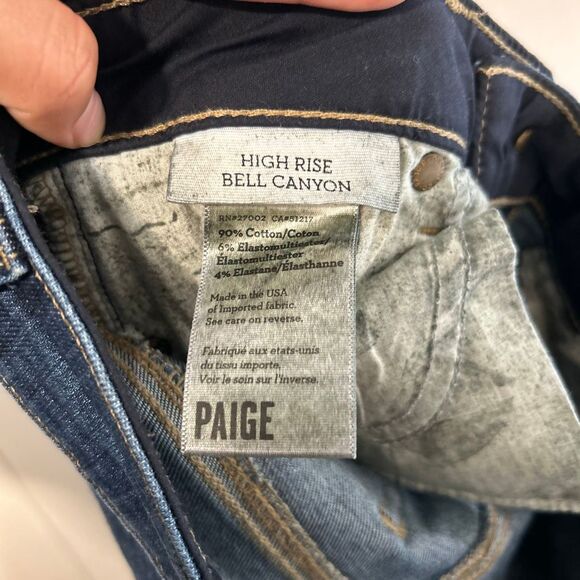 HIGH RISE
BELL CANYON
RN#27002 CA#51217
90% Cotton/Coton
6% Elastomultiester/
Élastomultiester
4% Elastane/Élasthanne
Made in the USA
of Imported fabric.
See care on reverse.
Fabriqué aux etats-unis
du tissu importe.
Voir le soin sur l'inverse.
PAIGE